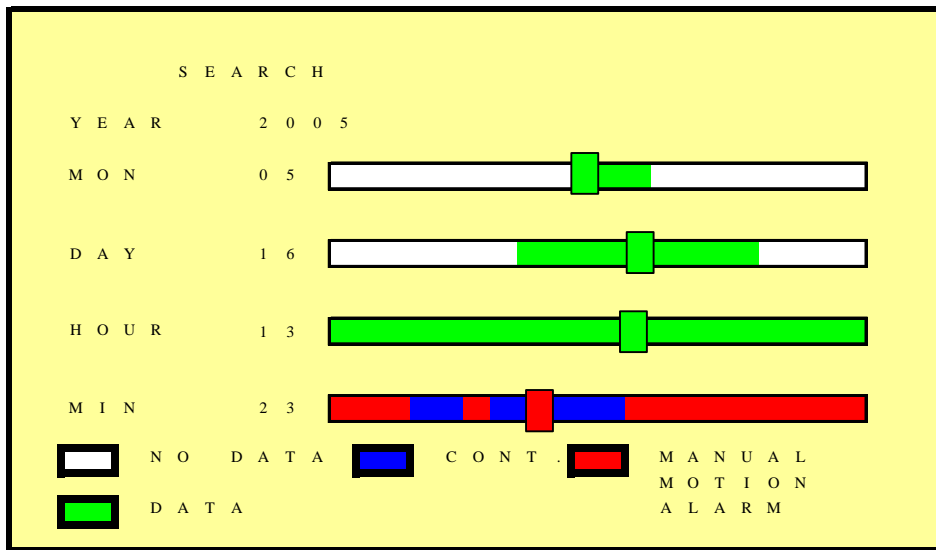 SEARCH
YEAR 2005
MON 05
DAY 16
HOUR 13
MIN 23
NO DATA CONT. MANUAL
MOTION
DATA ALARM